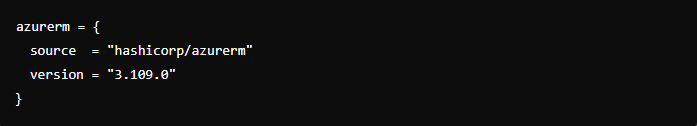 azurerm = {
  source  = "hashicorp/azurerm"
  version = "3.109.0"
}